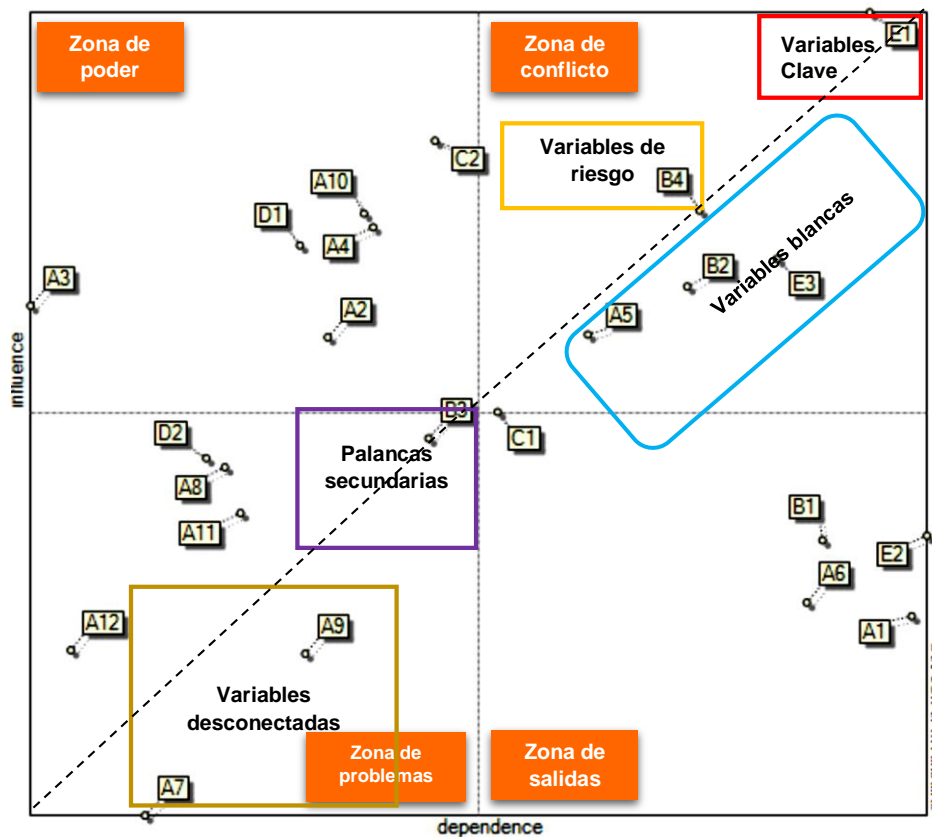 Zona de
poder
Zona de
conflicto
Variables
Clave
E1
C2
Variables de
riesgo
B4
A10
D1
A4
Variables blancas
A3
B2
E3
A2
A5
influence
B3
C1
D2
Palancas
secundarias
A8
A11
B1
E2
A6
A12
A9
A1
Variables
desconectadas
Zona de
problemas
Zona de
salidas
A7
dependence